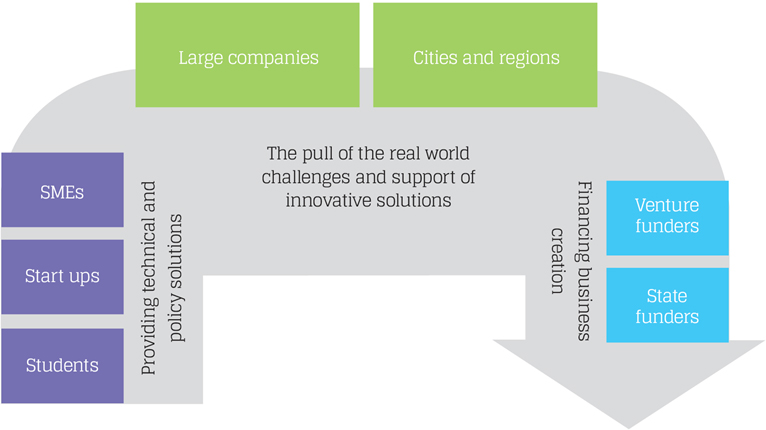 Large companies
Cities and regions
The pull of the real world
challenges and support of
innovative solutions
SMEs
Start ups
Students
Providing technical and
policy solutions
Financing business
creation
Venture
funders
State
funders